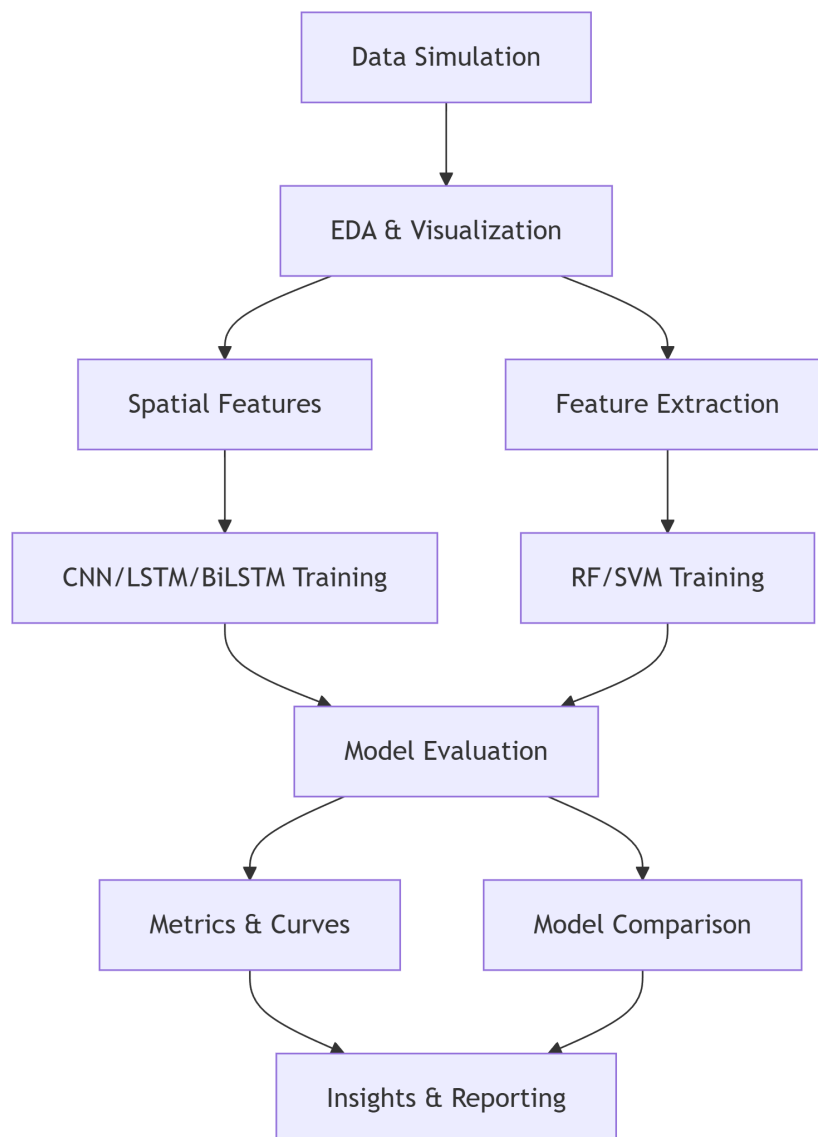 Data Simulation
EDA & Visualization
Spatial Features
Feature Extraction
CNN/LSTM/BiLSTM Training
RF/SVM Training
Model Evaluation
Metrics & Curves
Model Comparison
Insights & Reporting